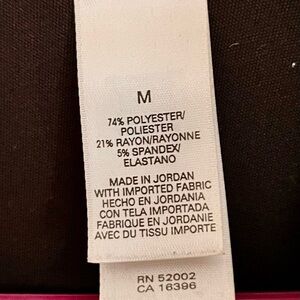 M
74% POLYESTER/
POLIESTER
21% RAYON/RAYONNE
5% SPANDEX/
ELASTANO
MADE IN JORDAN
WITH IMPORTED FABRIC
HECHO EN JORDANIA
CON TELA IMPORTADA
FABRIQUE EN JORDANIE
AVEC DU TISSU IMPORTE
RN 52002
CA 16396